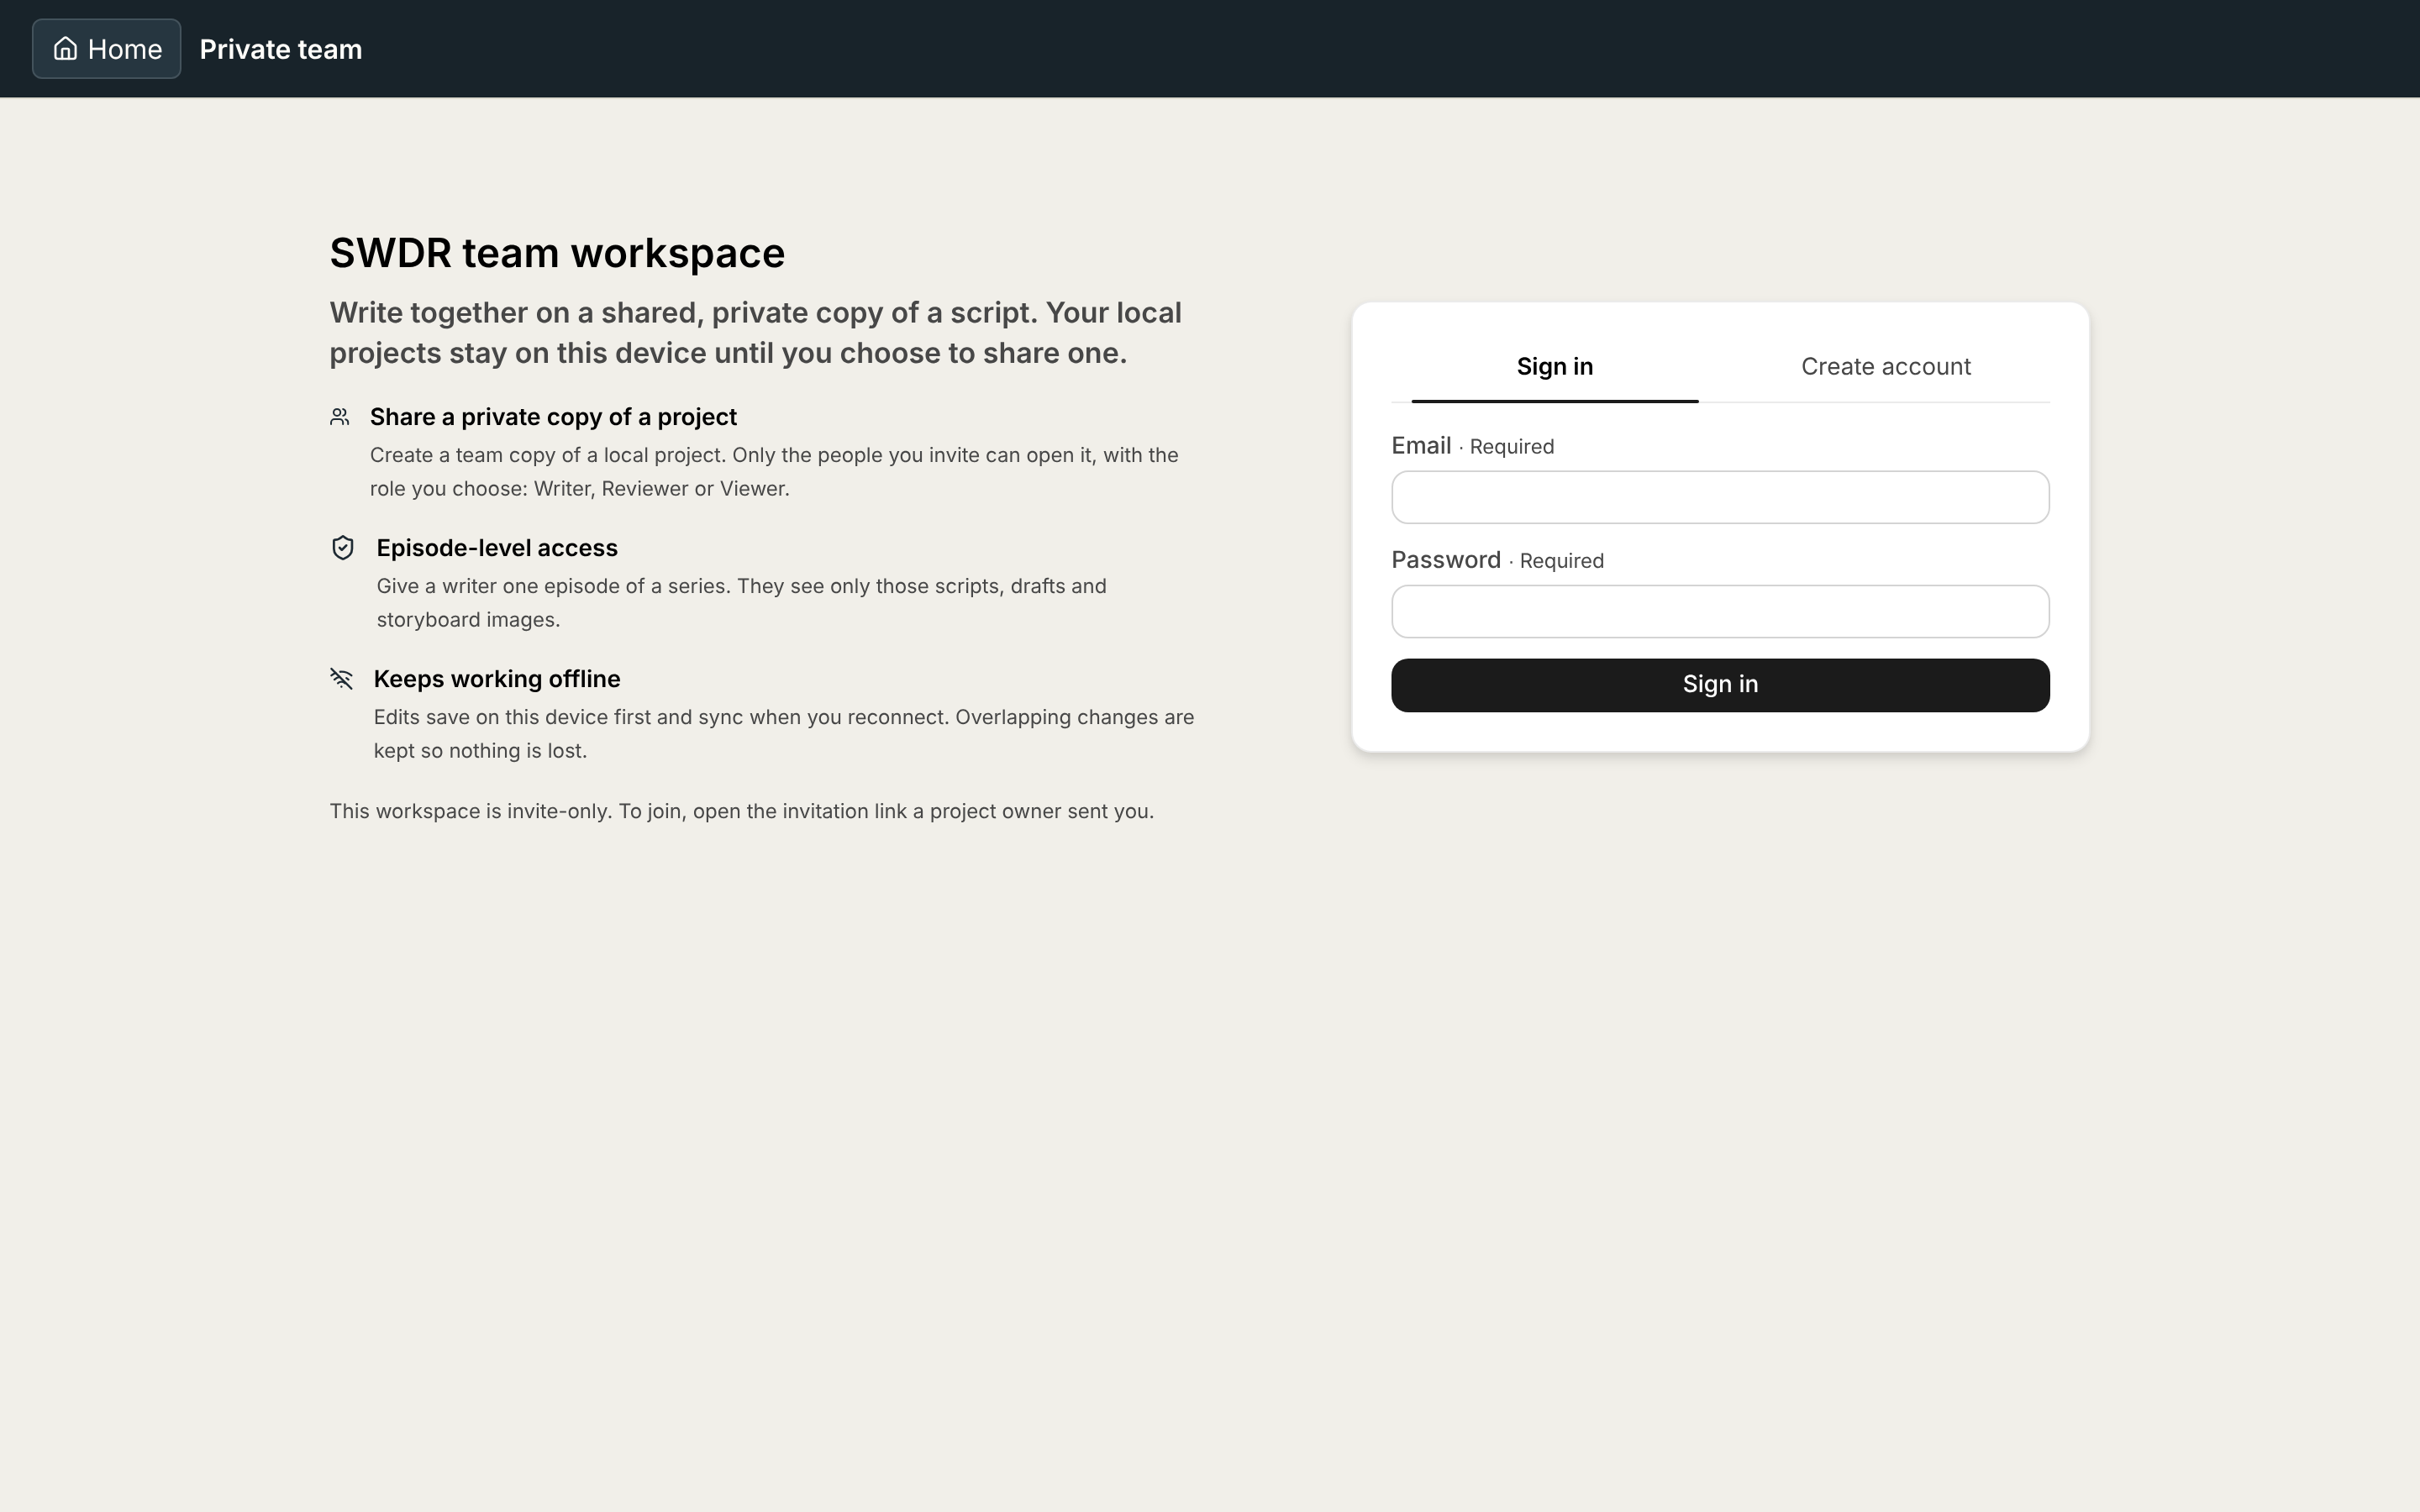 Home
Private team
SWDR team workspace
Write together on a shared, private copy of a script. Your local
projects stay on this device until you choose to share one.
Share a private copy of a project
Create a team copy of a local project. Only the people you invite can open it, with the
role you choose: Writer, Reviewer or Viewer.
Episode-level access
Give a writer one episode of a series. They see only those scripts, drafts and
storyboard images.
Keeps working offline
Edits save on this device first and sync when you reconnect. Overlapping changes are
kept so nothing is lost.
This workspace is invite-only. To join, open the invitation link a project owner sent you.
Sign in
Create account
Email · Required
Password · Required
Sign in